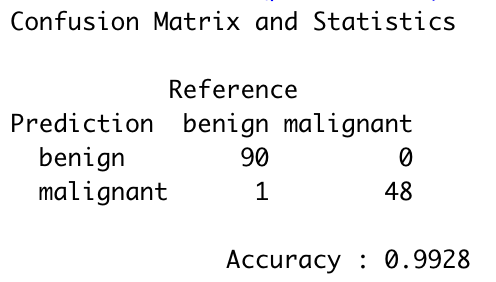 Confusion Matrix and Statistics
Reference
Prediction benign malignant
benign 90 0
malignant 1 48
Accuracy : 0.9928